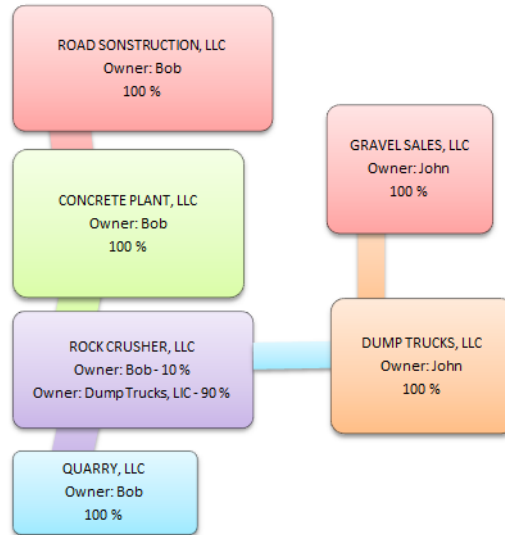 ROAD SONSTRUCTION, LLC
Owner: Bob
100 %
GRAVEL SALES, LLC
Owner: John
100 %
CONCRETE PLANT, LLC
Owner: Bob
100 %
ROCK CRUSHER, LLC
Owner: Bob - 10 %
Owner: Dump Trucks, LIC - 90 %
DUMP TRUCKS, LLC
Owner: John
100 %
QUARRY, LLC
Owner: Bob
100 %